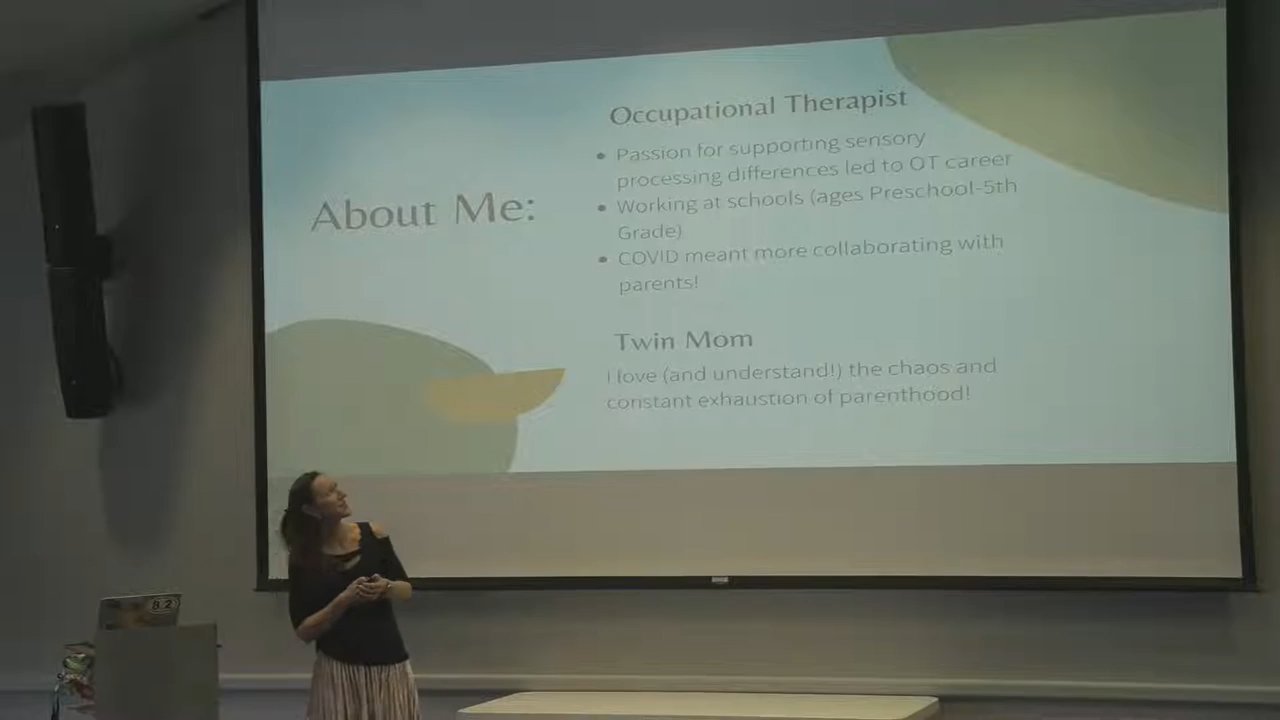 About Me:
Occupational Therapist
• Passion for supporting sensory
processing differences led to OT career
• Working at schools (ages Preschool-5th
Grade)
• COVID meant more collaborating with
parents!
Twin Mom
I love (and understand!) the chaos and
constant exhaustion of parenthood!
8.2